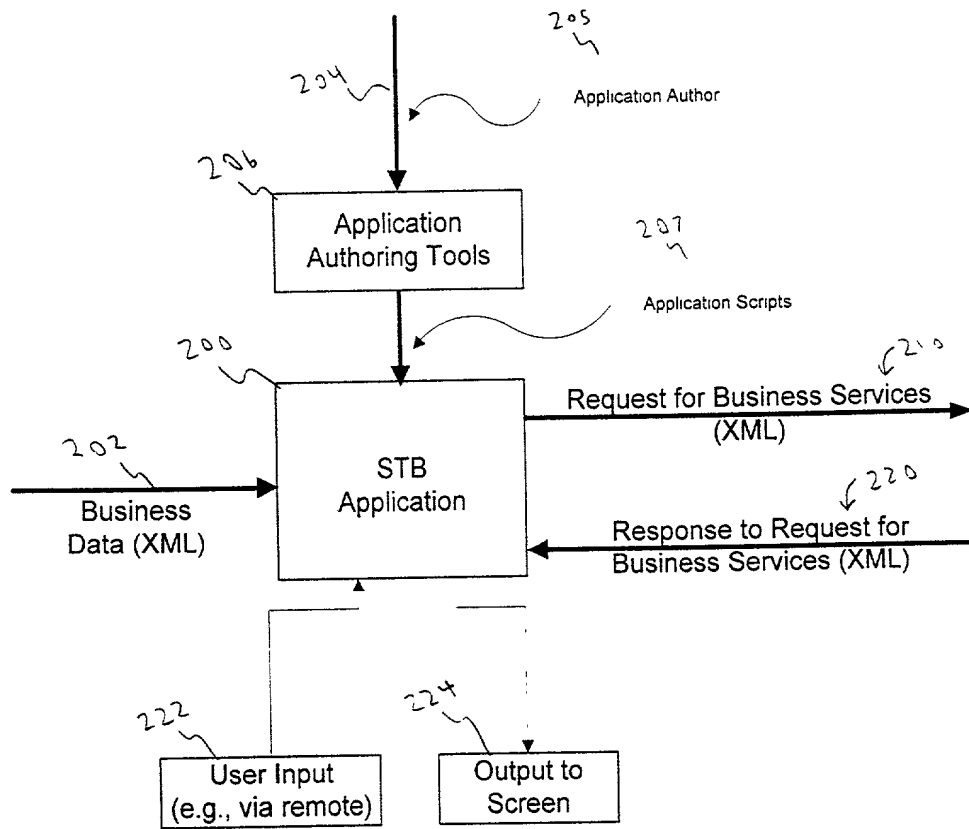 205
204
Application Author
206
Application
Authoring Tools
207
Application Scripts
200
210
Request for Business Services
(XML)
202
STB
Application
Business
Data (XML)
220
Response to Request for
Business Services (XML)
222
224
User Input
(e.g., via remote)
Output to
Screen